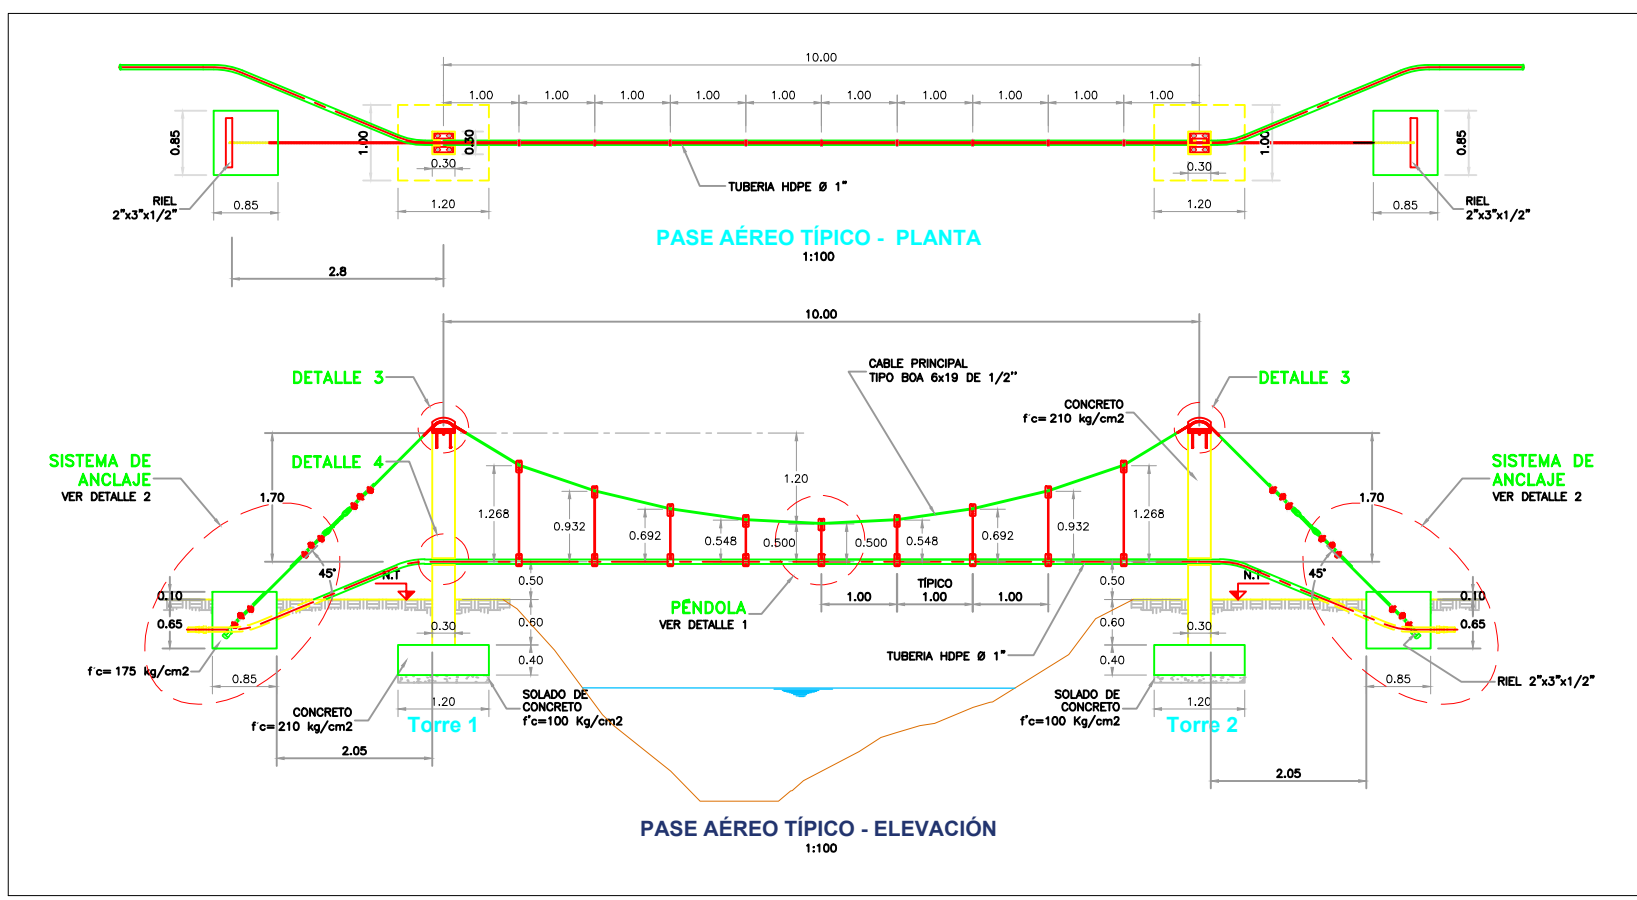 10.00
1.00 1.00 1.00 1.00 1.00 1.00 1.00 1.00 1.00 1.00
0.85 1.00 0.30 1.00 0.85
0.30 0.30
TUBERIA HDPE Ø 1"
RIEL
2"x3"x1/2"
0.85 1.20 1.20 0.85
RIEL
2"x3"x1/2"
PASE AÉREO TÍPICO - PLANTA
1:100
2.8
10.00
CABLE PRINCIPAL
TIPO BOA 6x19 DE 1/2"
DETALLE 3
DETALLE 3
CONCRETO
f'c= 210 kg/cm2
SISTEMA DE
ANCLAJE
VER DETALLE 2
DETALLE 4
SISTEMA DE
ANCLAJE
VER DETALLE 2
1.70 1.20 1.70
1.268 0.932 0.692 0.548 0.500 0.500 0.548 0.692 0.932 1.268
45° 45°
N.T N.T
TÍPICO
1.00 1.00 1.00
0.10 0.50 0.50 0.10
0.65 0.30 0.60 0.60 0.30 0.65
PÉNDOLA
VER DETALLE 1
TUBERIA HDPE Ø 1"
0.40 0.40
f'c= 175 kg/cm2
0.85 1.20 1.20 0.85
RIEL 2"x3"x1/2"
CONCRETO
f'c= 210 kg/cm2
SOLADO DE
CONCRETO
f'c=100 Kg/cm2
SOLADO DE
CONCRETO
f'c=100 Kg/cm2
Torre 1
Torre 2
2.05
2.05
PASE AÉREO TÍPICO - ELEVACIÓN
1:100